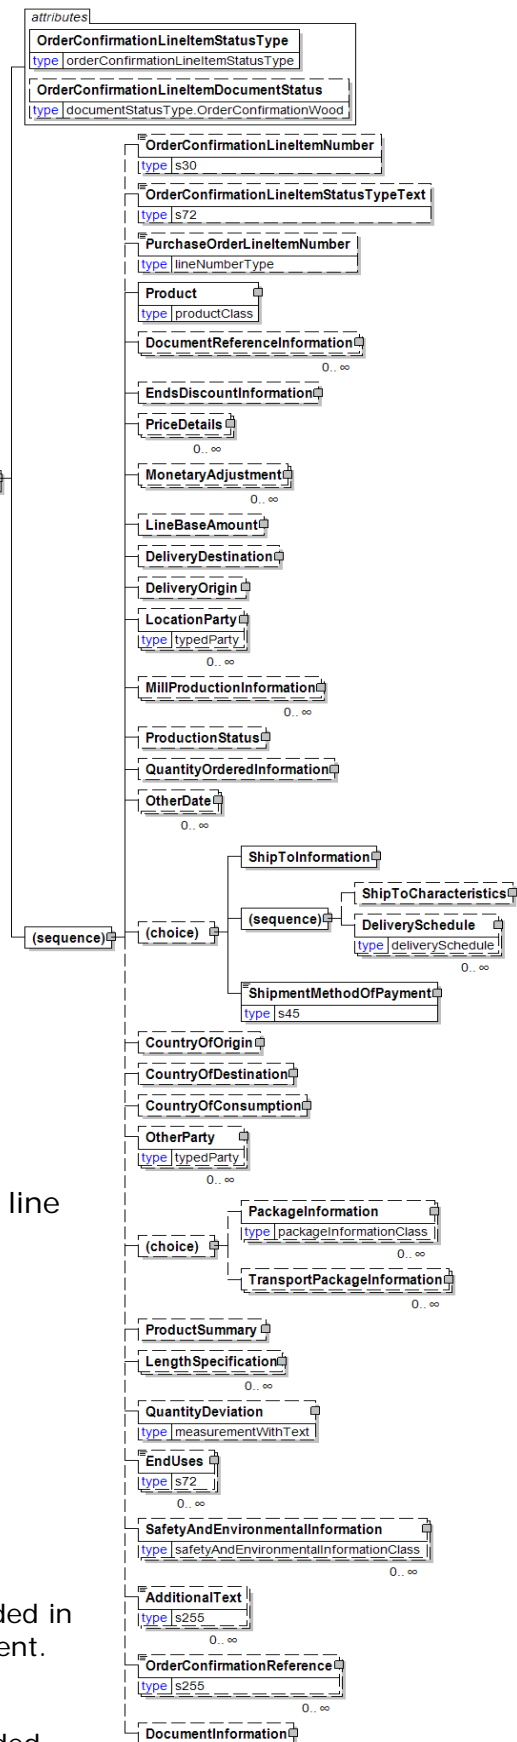 attributes
OrderConfirmationLineItemStatusType
type orderConfirmationLineItemStatusType
OrderConfirmationLineItemDocumentStatus
type documentStatusType.OrderConfirmationWood
OrderConfirmationLineItemNumber
type s30
OrderConfirmationLineItemStatusTypeText
type s72
PurchaseOrderLineItemNumber
type lineNumberType
Product
type productClass
DocumentReferenceInformation
0.. ∞
EndsDiscountInformation
PriceDetails
0.. ∞
MonetaryAdjustment
0.. ∞
LineBaseAmount
DeliveryDestination
DeliveryOrigin
LocationParty
type typedParty
0.. ∞
MillProductionInformation
0.. ∞
ProductionStatus
QuantityOrderedInformation
OtherDate
0.. ∞
ShipToInformation
ShipToCharacteristics
(sequence)
DeliverySchedule
type deliverySchedule
0.. ∞
(sequence)
(choice)
ShipmentMethodOfPayment
type s45
CountryOfOrigin
CountryOfDestination
CountryOfConsumption
OtherParty
type typedParty
0.. ∞
line
PackageInformation
type packageInformationClass
0.. ∞
(choice)
TransportPackageInformation
0.. ∞
ProductSummary
LengthSpecification
0.. ∞
QuantityDeviation
type measurementWithText
EndUses
type s72
0.. ∞
SafetyAndEnvironmentalInformation
type safetyAndEnvironmentalInformationClass
0.. ∞
AdditionalText
type s255
0.. ∞
ded in
ent.
OrderConfirmationReference
type s255
0.. ∞
DocumentInformation
ded